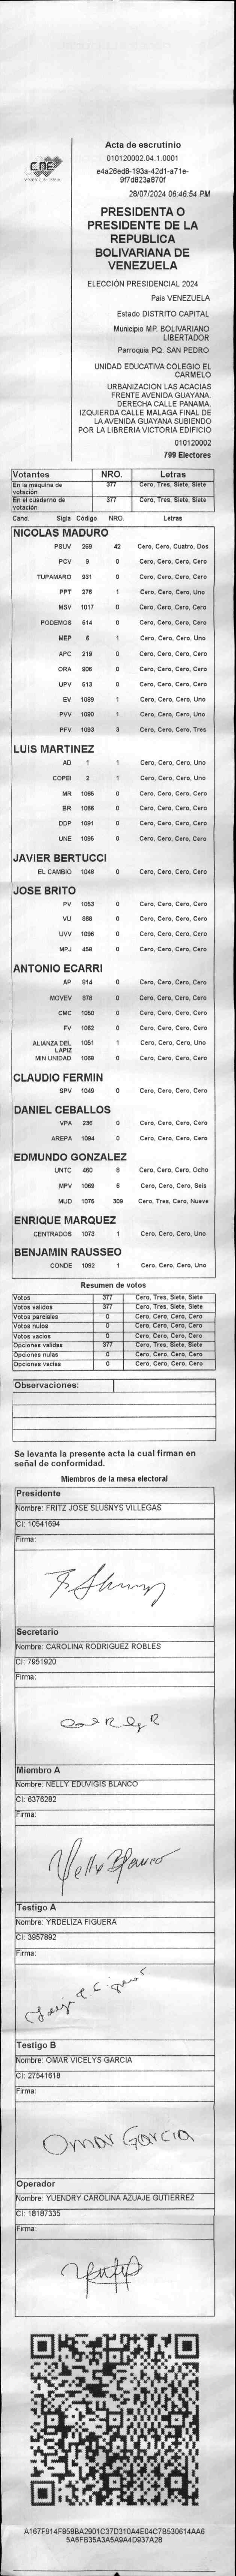 CNE
Acta de escrutinio
010120002.04.1.0001
e4a26ed8-193a-42d1-a71e-
9f7d823a870f
28/07/2024 06:46:54 PM
PRESIDENTA O
PRESIDENTE DE LA
REPUBLICA
BOLIVARIANA DE
VENEZUELA
ELECCIÓN PRESIDENCIAL 2024
Pais VENEZUELA
Estado DISTRITO CAPITAL
Municipio MP. BOLIVARIANO
LIBERTADOR
Parroquia PQ. SAN PEDRO
UNIDAD EDUCATIVA COLEGIO EL
CARMELO
URBANIZACION LAS ACACIAS
FRENTE AVENIDA GUAYANA.
DERECHA CALLE PANAMA.
IZQUIERDA CALLE MALAGA FINAL DE
LA AVENIDA GUAYANA SUBIENDO
POR LA LIBRERIA VICTORIA EDIFICIO
010120002
799 Electores
Votantes NRO. Letras
En la máquina de votación 377 Cero, Tres, Siete, Siete
En el cuaderno de votación 377 Cero, Tres, Siete, Siete
Cand. Sigla Código NRO. Letras
NICOLAS MADURO
PSUV 269 42 Cero, Cero, Cuatro, Dos
PCV 9 0 Cero, Cero, Cero, Cero
TUPAMARO 931 0 Cero, Cero, Cero, Cero
PPT 276 1 Cero, Cero, Cero, Uno
MSV 1017 0 Cero, Cero, Cero, Cero
PODEMOS 514 0 Cero, Cero, Cero, Cero
MEP 6 1 Cero, Cero, Cero, Uno
APC 219 0 Cero, Cero, Cero, Cero
ORA 906 0 Cero, Cero, Cero, Cero
UPV 513 0 Cero, Cero, Cero, Cero
EV 1089 1 Cero, Cero, Cero, Uno
PVV 1090 1 Cero, Cero, Cero, Uno
PFV 1093 3 Cero, Cero, Cero, Tres
LUIS MARTINEZ
AD 1 1 Cero, Cero, Cero, Uno
COPEI 2 1 Cero, Cero, Cero, Uno
MR 1065 0 Cero, Cero, Cero, Cero
BR 1066 0 Cero, Cero, Cero, Cero
DDP 1091 0 Cero, Cero, Cero, Cero
UNE 1095 0 Cero, Cero, Cero, Cero
JAVIER BERTUCCI
EL CAMBIO 1048 0 Cero, Cero, Cero, Cero
JOSE BRITO
PV 1053 0 Cero, Cero, Cero, Cero
VU 868 0 Cero, Cero, Cero, Cero
UVV 1096 0 Cero, Cero, Cero, Cero
MPJ 458 0 Cero, Cero, Cero, Cero
ANTONIO ECARRI
AP 814 0 Cero, Cero, Cero, Cero
MOVEV 878 0 Cero, Cero, Cero, Cero
CMC 1050 0 Cero, Cero, Cero, Cero
FV 1062 0 Cero, Cero, Cero, Cero
ALIANZA DEL LAPIZ 1051 1 Cero, Cero, Cero, Uno
MIN UNIDAD 1088 0 Cero, Cero, Cero, Cero
CLAUDIO FERMIN
SPV 1049 0 Cero, Cero, Cero, Cero
DANIEL CEBALLOS
VPA 236 0 Cero, Cero, Cero, Cero
AREPA 1094 0 Cero, Cero, Cero, Cero
EDMUNDO GONZALEZ
UNTC 460 8 Cero, Cero, Cero, Ocho
MPV 1069 6 Cero, Cero, Cero, Seis
MUD 1075 309 Cero, Tres, Cero, Nueve
ENRIQUE MARQUEZ
CENTRADOS 1073 1 Cero, Cero, Cero, Uno
BENJAMIN RAUSSEO
CONDE 1092 1 Cero, Cero, Cero, Uno
Resumen de votos
Votos 377 Cero, Tres, Siete, Siete
Votos validos 377 Cero, Tres, Siete, Siete
Votos parciales 0 Cero, Cero, Cero, Cero
Votos nulos 0 Cero, Cero, Cero, Cero
Votos vacios 0 Cero, Cero, Cero, Cero
Opciones validas 377 Cero, Tres, Siete, Siete
Opciones nulas 0 Cero, Cero, Cero, Cero
Opciones vacias 0 Cero, Cero, Cero, Cero
Observaciones:
Se levanta la presente acta la cual firman en
señal de conformidad.
Miembros de la mesa electoral
Presidente
Nombre: FRITZ JOSE SLUSNYS VILLEGAS
CI: 10541694
Firma:
Secretario
Nombre: CAROLINA RODRIGUEZ ROBLES
CI: 7951920
Firma:
Miembro A
Nombre: NELLY EDUVIGIS BLANCO
CI: 6376282
Firma:
Nelly Blanco
Testigo A
Nombre: YRDELIZA FIGUERA
CI: 3957892
Firma:
Testigo B
Nombre: OMAR VICELYS GARCIA
CI: 27541618
Firma:
Omar Garcia
Operador
Nombre: YUENDRY CAROLINA AZUAJE GUTIERREZ
CI: 18187335
Firma:
A167F914F858BA2901C37D310A4E04C7B530614AA6
5A6FB35A3A5A9A4D937A28